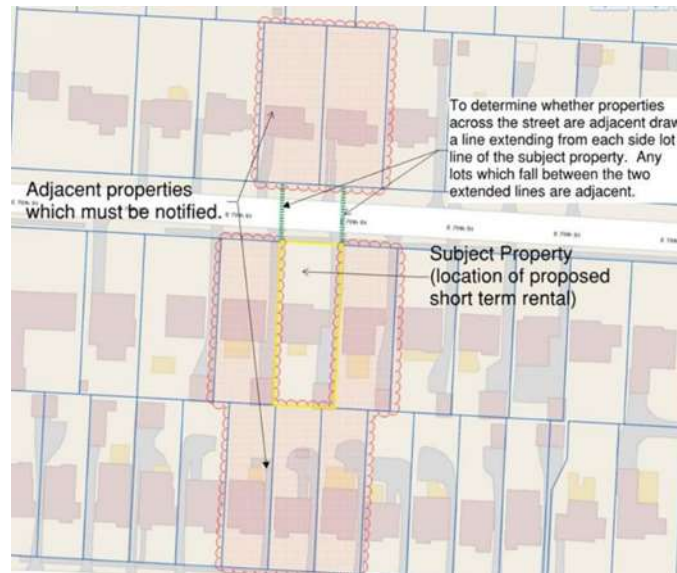 To determine whether properties
across the street are adjacent draw
a line extending from each side lot
line of the subject property. Any
lots which fall between the two
extended lines are adjacent.
Adjacent properties
which must be notified.
Subject Property
(location of proposed
short term rental)